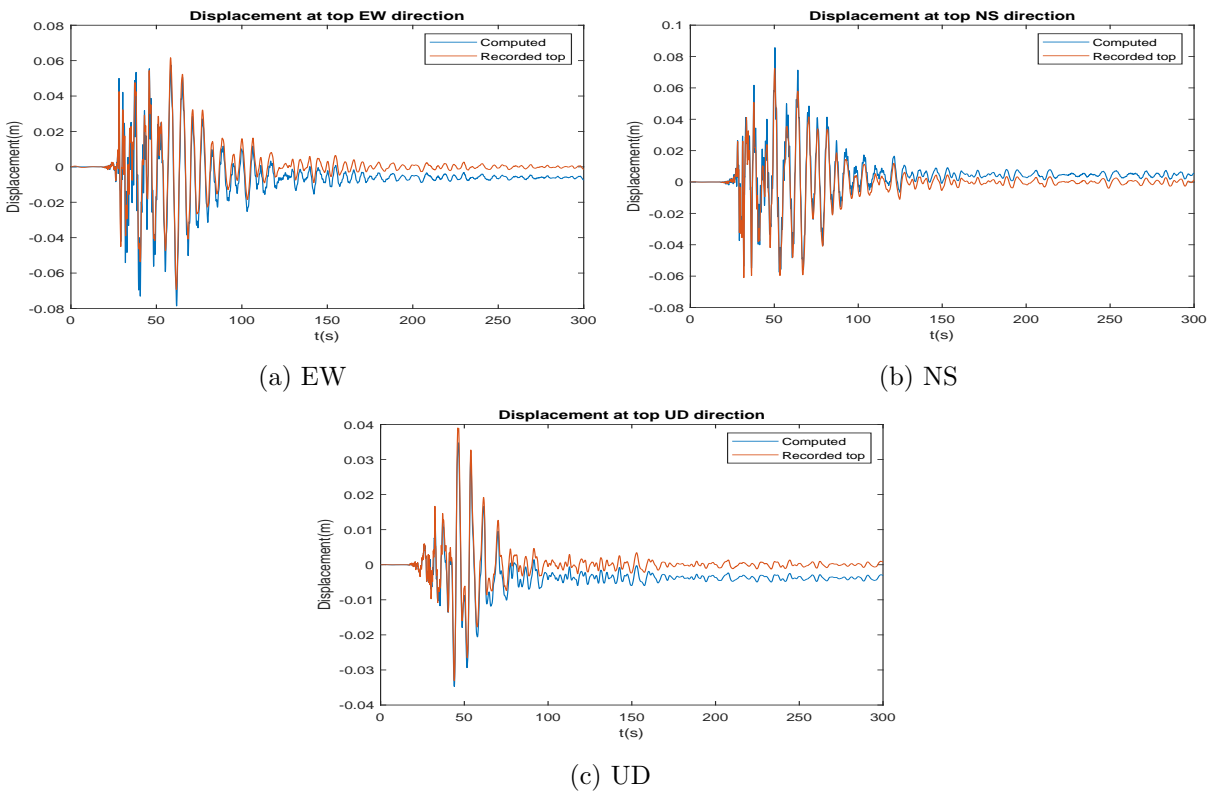 Displacement at top EW direction
Computed
Recorded top
0.08
0.06
0.04
0.02
0
-0.02
-0.04
-0.06
-0.08
Displacement(m)
0 50 100 150 200 250 300
t(s)
(a) EW
Displacement at top NS direction
Computed
Recorded top
0.1
0.08
0.06
0.04
0.02
0
-0.02
-0.04
-0.06
-0.08
Displacement(m)
0 50 100 150 200 250 300
t(s)
(b) NS
Displacement at top UD direction
Computed
Recorded top
0.04
0.03
0.02
0.01
0
-0.01
-0.02
-0.03
-0.04
Displacement(m)
0 50 100 150 200 250 300
t(s)
(c) UD